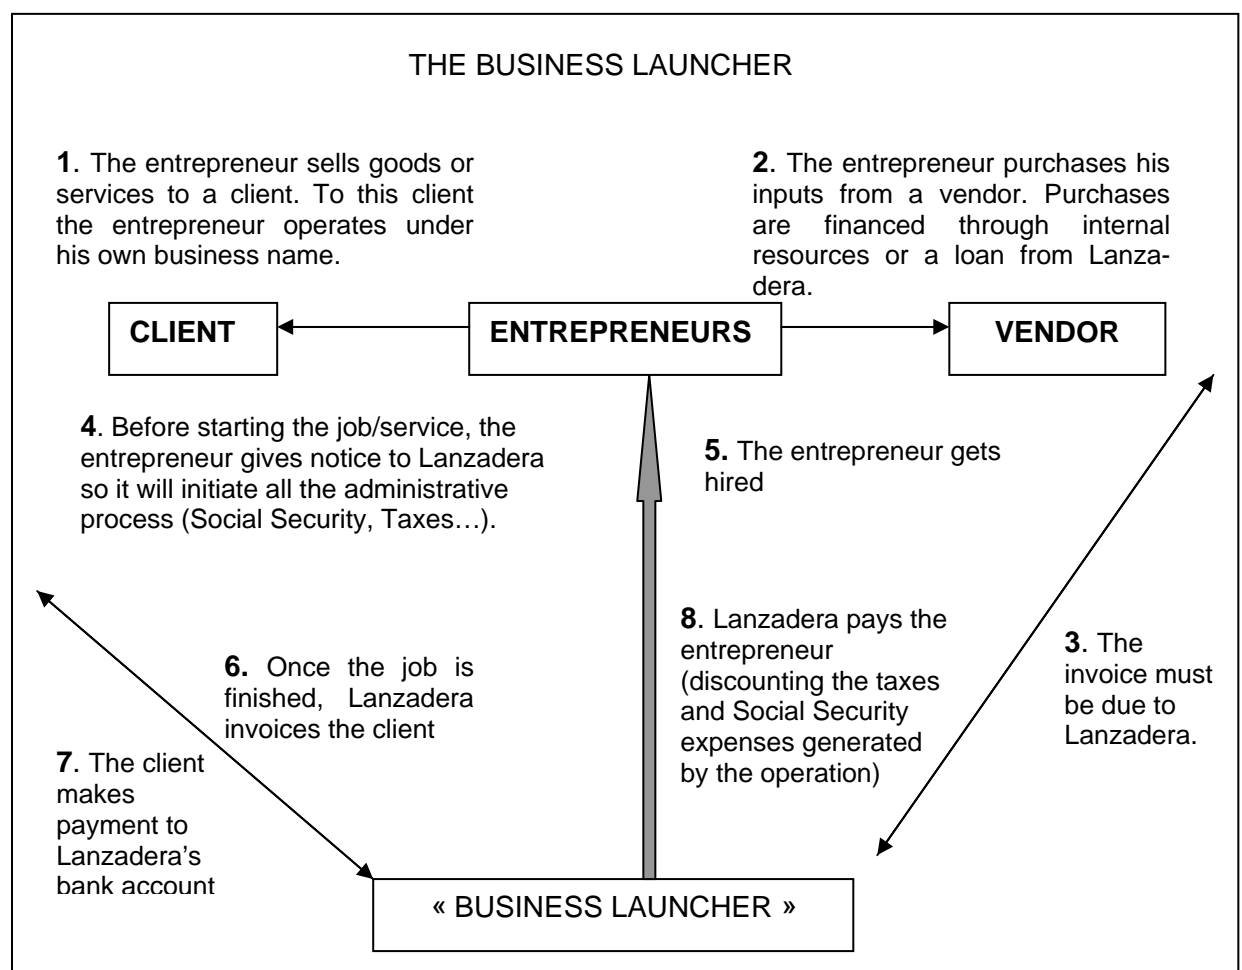 THE BUSINESS LAUNCHER
1. The entrepreneur sells goods or
services to a client. To this client
the entrepreneur operates under
his own business name.
2. The entrepreneur purchases his
inputs from a vendor. Purchases
are financed through internal
resources or a loan from Lanza-
dera.
CLIENT
ENTREPRENEURS
VENDOR
4. Before starting the job/service, the
entrepreneur gives notice to Lanzadera
so it will initiate all the administrative
process (Social Security, Taxes…).
5. The entrepreneur gets
hired
6. Once the job is
finished, Lanzadera
invoices the client
8. Lanzadera pays the
entrepreneur
(discounting the taxes
and Social Security
expenses generated
by the operation)
3. The
invoice must
be due to
Lanzadera.
7. The client
makes
payment to
Lanzadera’s
bank account
« BUSINESS LAUNCHER »